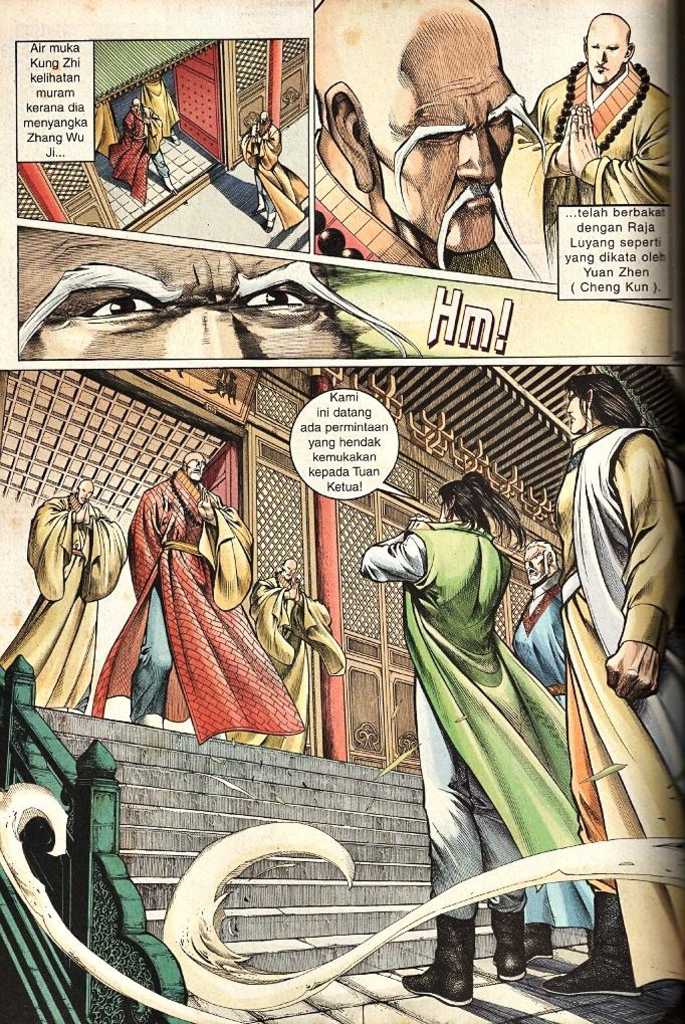 Air muka
Kung Zhi
kelihatan
muram
kerana dia
menyangka
Zhang Wu
Ji...
...telah berbakat
dengan Raja
Luyang seperti
yang dikata oleh
Yuan Zhen
( Cheng Kun ).
Hm!
Kami
ini datang
ada permintaan
yang hendak
kemukakan
kepada Tuan
Ketua!